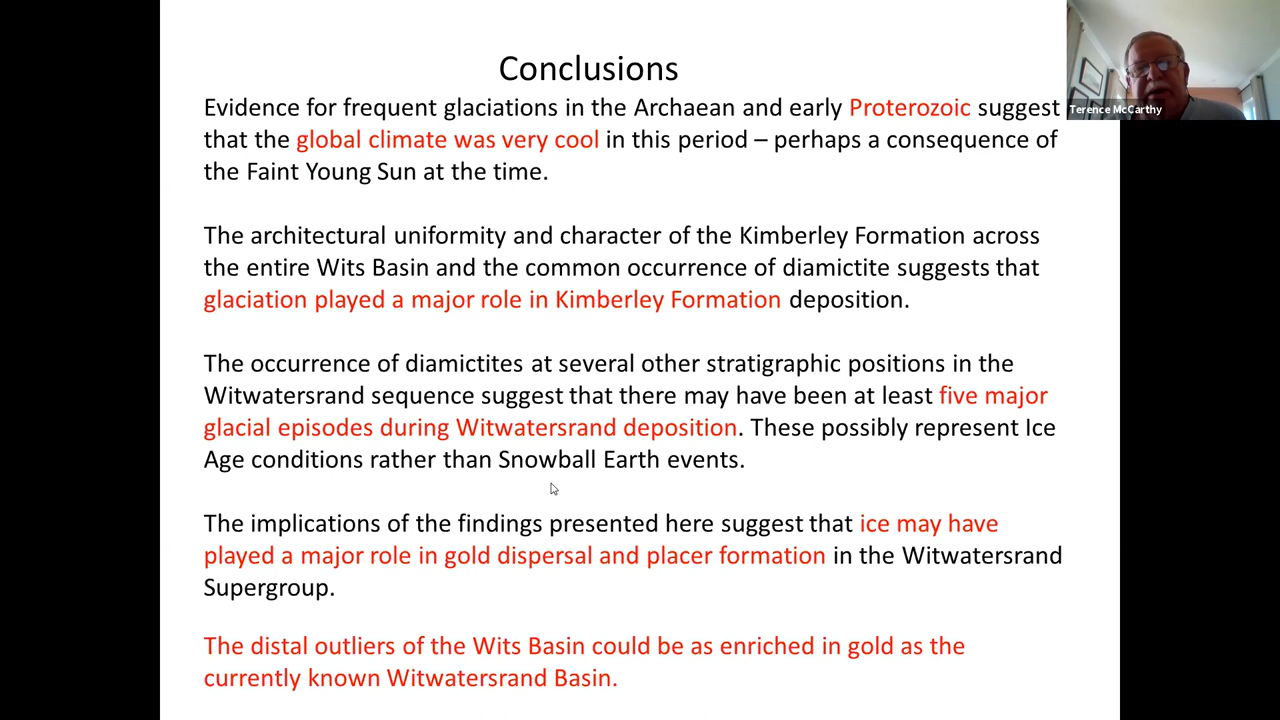 Conclusions
Evidence for frequent glaciations in the Archaean and early Proterozoic suggest
that the global climate was very cool in this period – perhaps a consequence of
the Faint Young Sun at the time.
The architectural uniformity and character of the Kimberley Formation across
the entire Wits Basin and the common occurrence of diamictite suggests that
glaciation played a major role in Kimberley Formation deposition.
The occurrence of diamictites at several other stratigraphic positions in the
Witwatersrand sequence suggest that there may have been at least five major
glacial episodes during Witwatersrand deposition. These possibly represent Ice
Age conditions rather than Snowball Earth events.
The implications of the findings presented here suggest that ice may have
played a major role in gold dispersal and placer formation in the Witwatersrand
Supergroup.
The distal outliers of the Wits Basin could be as enriched in gold as the
currently known Witwatersrand Basin.
Terence McCarthy